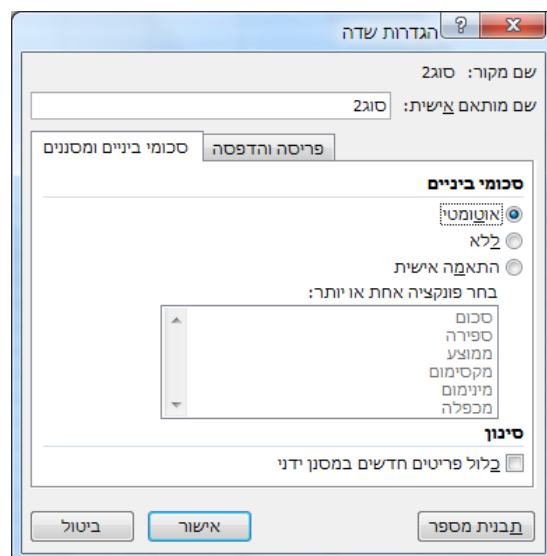 הגדרות שדה
שם מקור: סוג2
שם מותאם אישית: סוג2
סכומי ביניים ומסננים פריסה והדפסה
סכומי ביניים
אוטומטי
ללא
התאמה אישית
בחר פונקציה אחת או יותר:
סכום
ספירה
ממוצע
מקסימום
מינימום
מכפלה
סינון
כלול פריטים חדשים במסנן ידני
תבנית מספר אישור ביטול